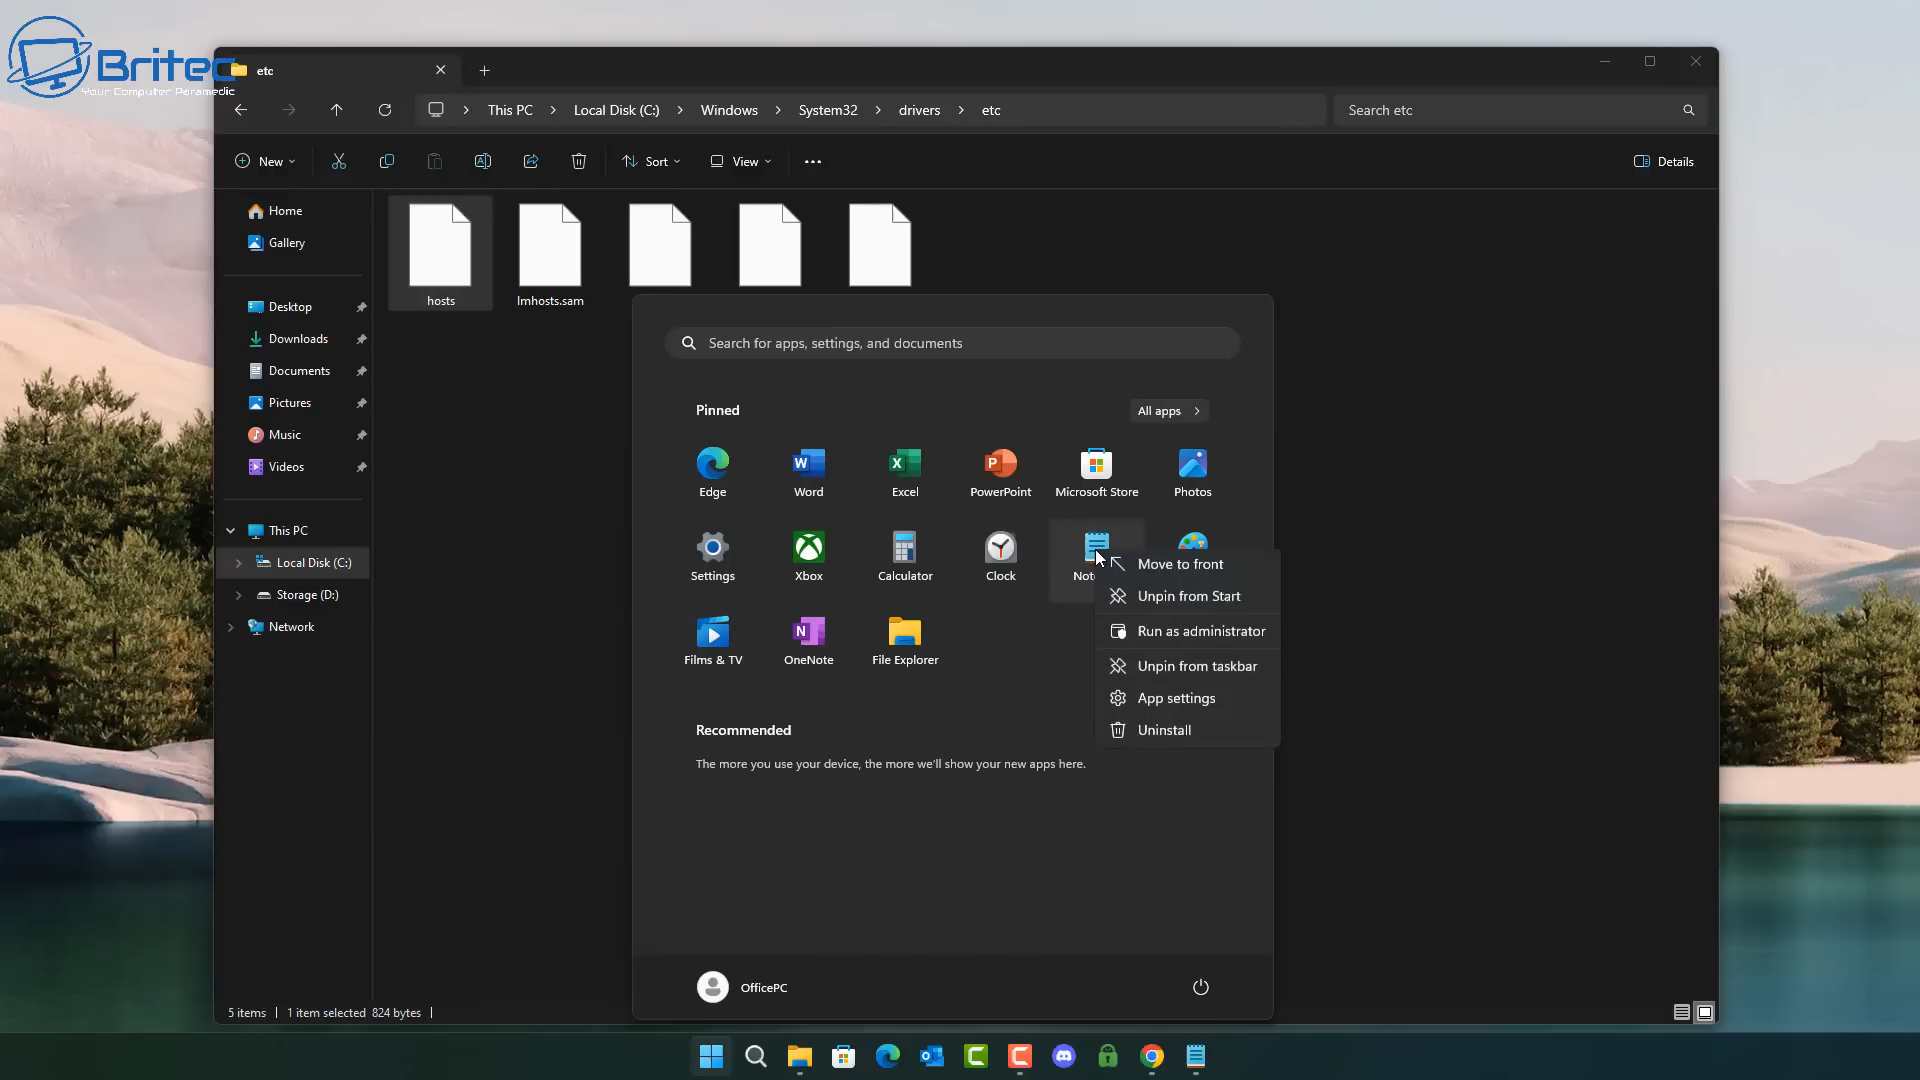 Britec
Your Computer Paramedic
etc
This PC > Local Disk (C:) > Windows > System32 > drivers > etc
Search etc
New
Sort
View
Details
Home
Gallery
Desktop
Downloads
Documents
Pictures
Music
Videos
This PC
Local Disk (C:)
Storage (D:)
Network
hosts
lmhosts.sam
Search for apps, settings, and documents
Pinned
All apps
Edge
Word
Excel
PowerPoint
Microsoft Store
Photos
Settings
Xbox
Calculator
Clock
Films & TV
OneNote
File Explorer
Move to front
Unpin from Start
Run as administrator
Unpin from taskbar
App settings
Uninstall
Recommended
The more you use your device, the more we'll show your new apps here.
OfficePC
5 items
1 item selected 824 bytes